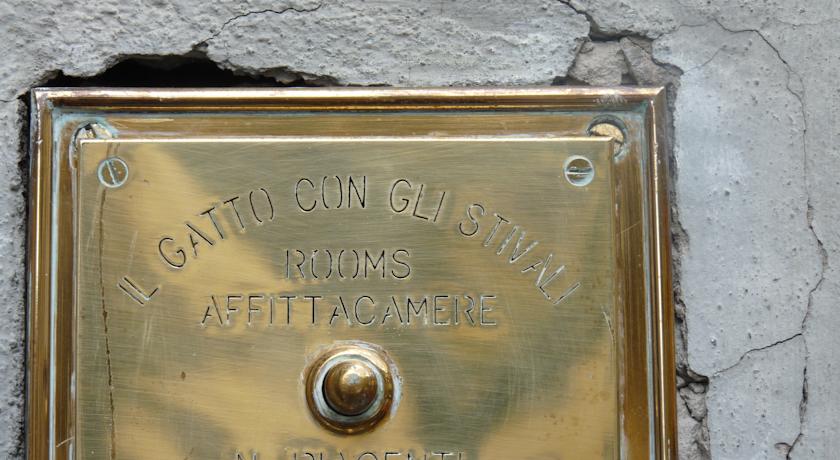 IL GATTO CON GLI STIVALI
ROOMS
AFFITTACAMERE